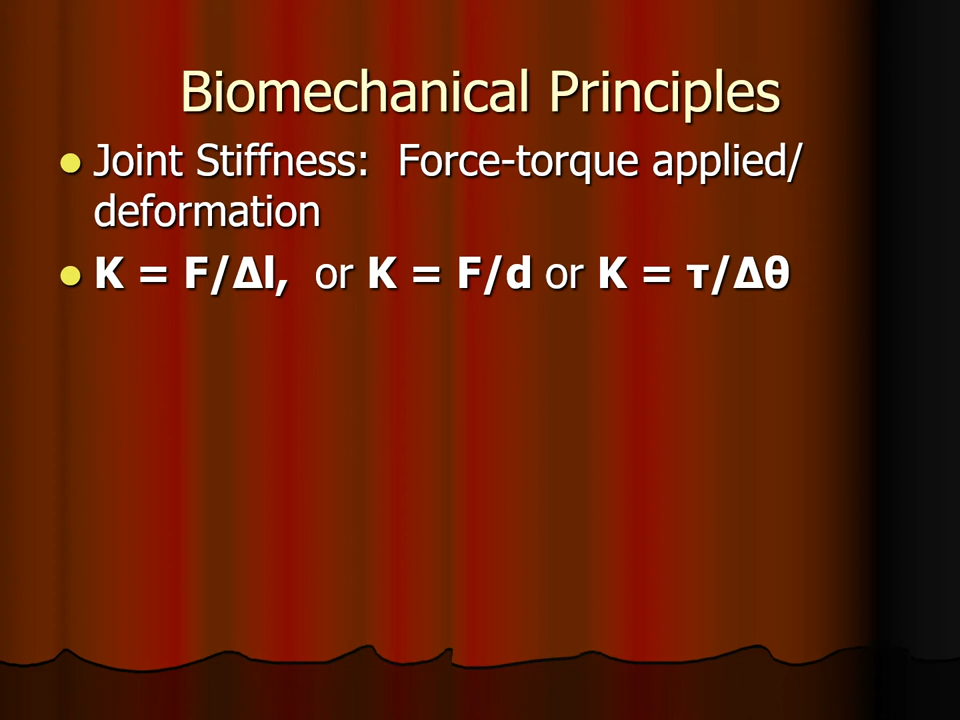 Biomechanical Principles
● Joint Stiffness: Force-torque applied/
deformation
● K = F/Δl, or K = F/d or K = τ/Δθ